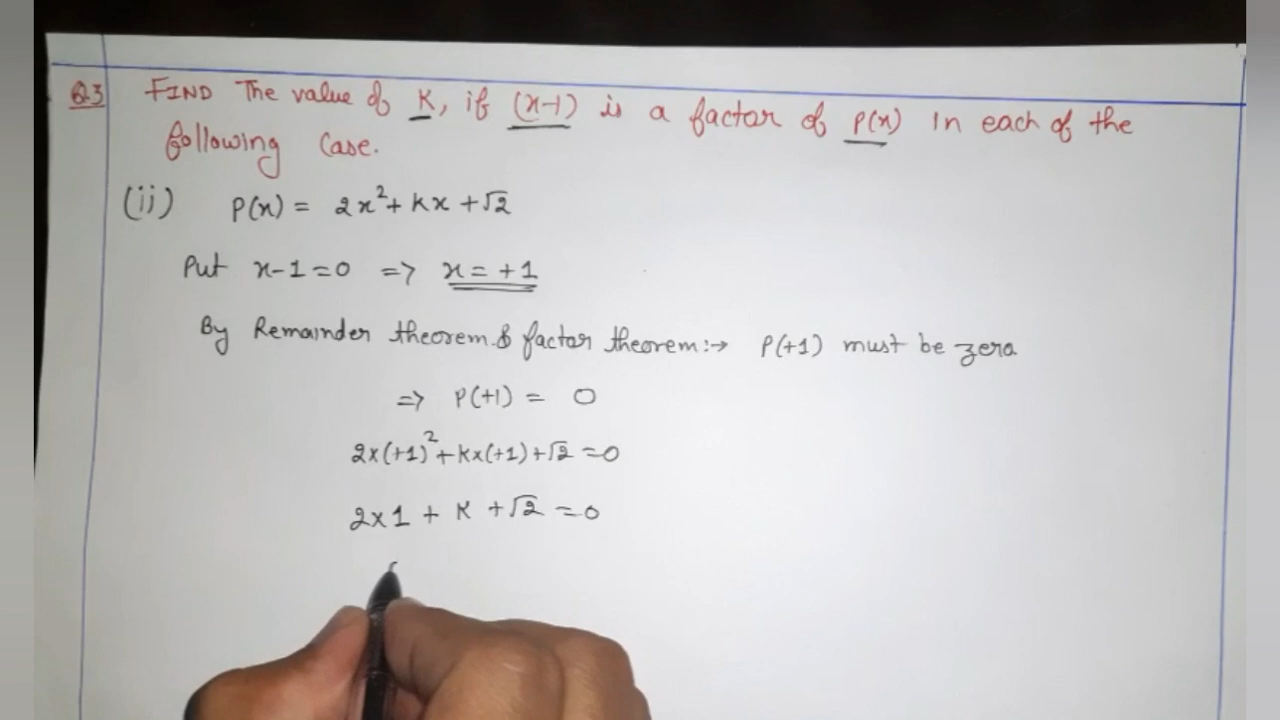 Q.3 FIND The value of K, if (x-1) is a factor of P(x) in each of the
following case.
(ii) P(x) = 2x²+ kx +√2
Put x-1=0 => x= +1
By Remainder theorem & factor theorem:→ P(+1) must be zero
=> P(+1) = 0
2x(+1)²+kx(+1)+√2 =0
2x1 + K +√2 =0